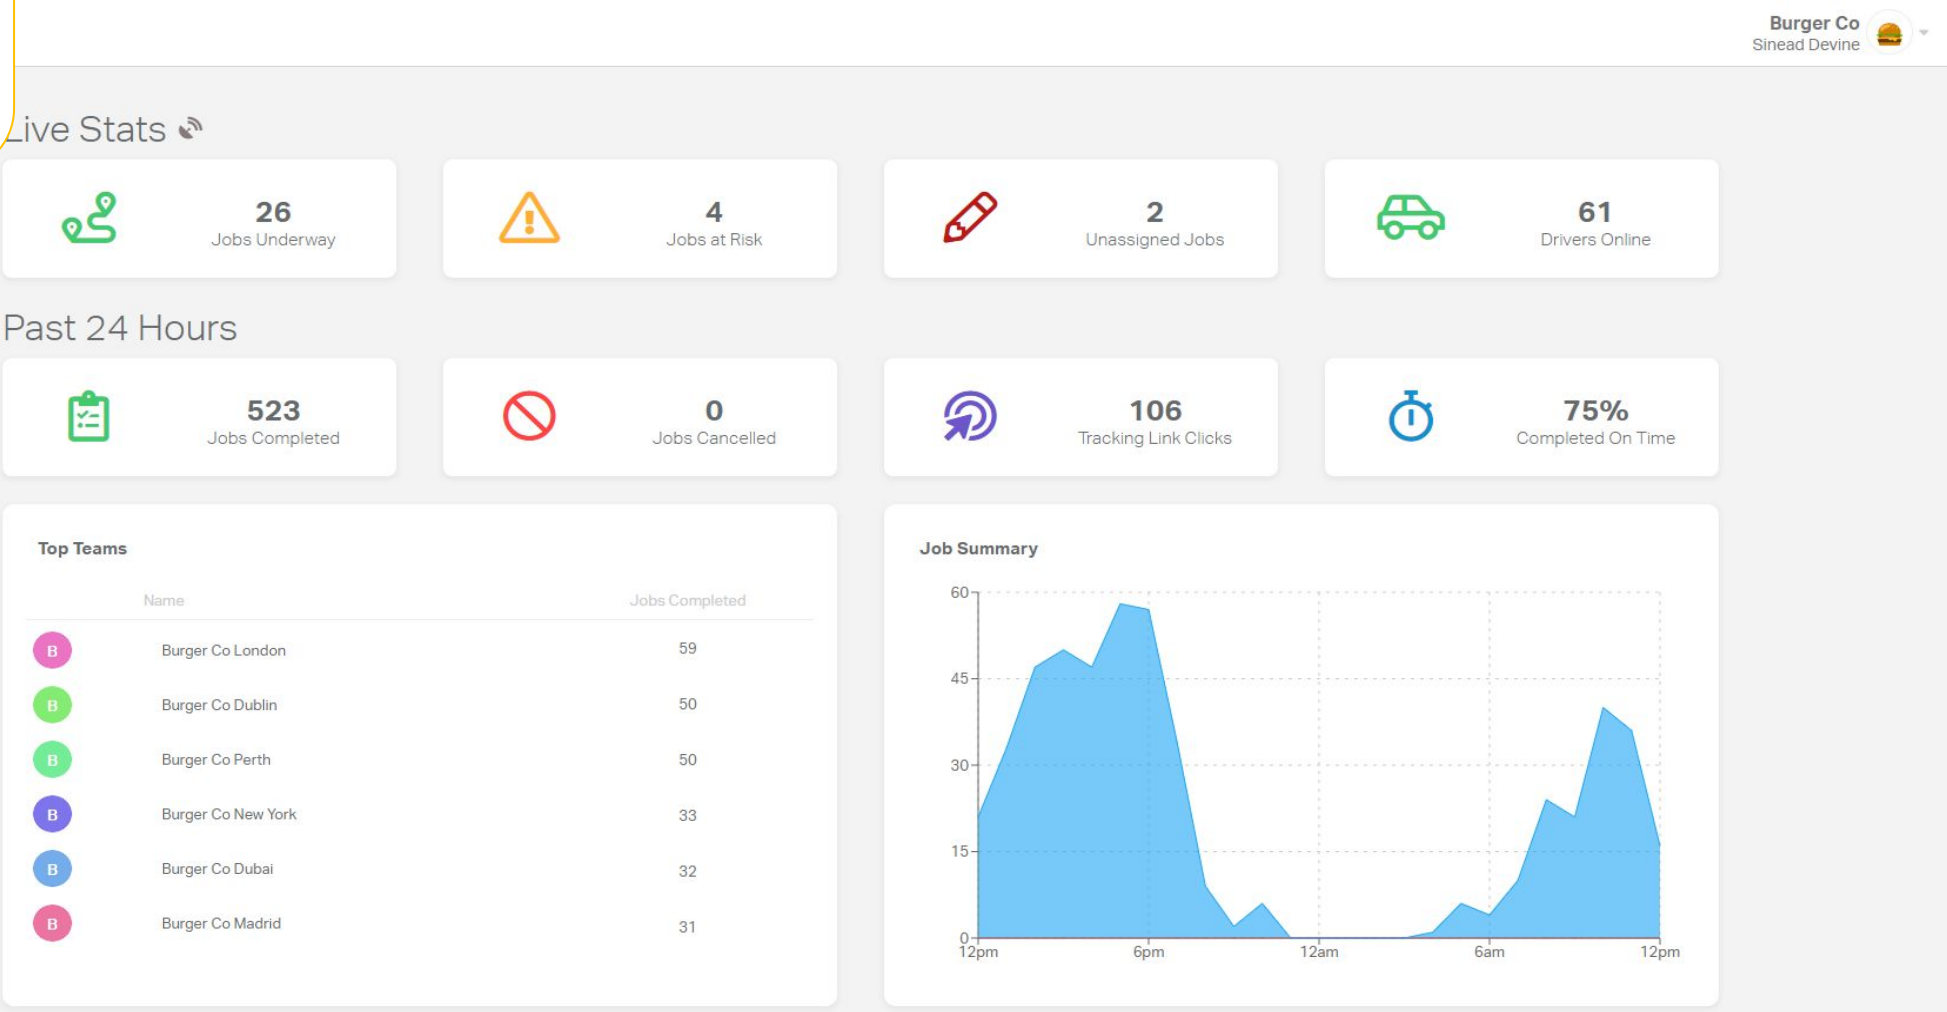 Burger Co
Sinead Devine
Live Stats
26
Jobs Underway
4
Jobs at Risk
2
Unassigned Jobs
61
Drivers Online
Past 24 Hours
523
Jobs Completed
0
Jobs Cancelled
106
Tracking Link Clicks
75%
Completed On Time
Top Teams
Name Jobs Completed
B Burger Co London 59
B Burger Co Dublin 50
B Burger Co Perth 50
B Burger Co New York 33
B Burger Co Dubai 32
B Burger Co Madrid 31
Job Summary
60
45
30
15
0
12pm 6pm 12am 6am 12pm